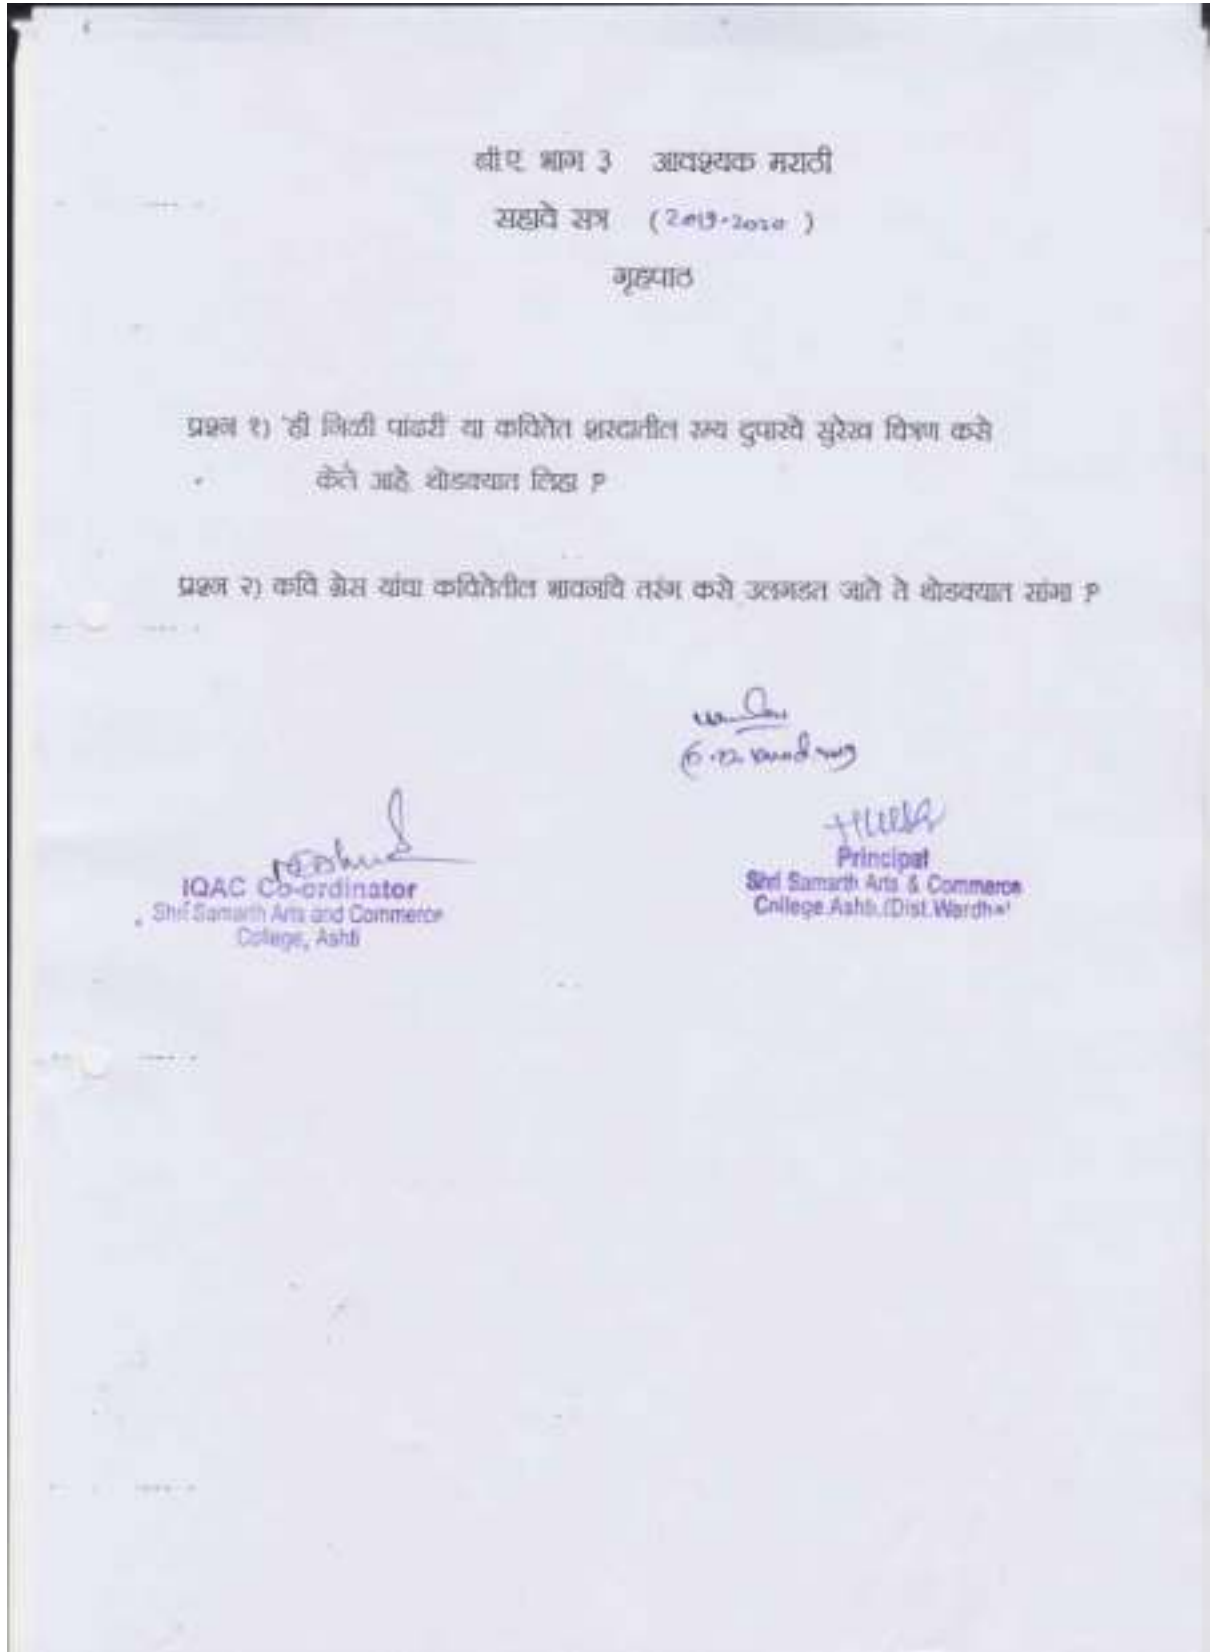 बी.ए. भाग ३ आवश्यक मराठी
सहावे सत्र (2019-2020)
गृहपाठ
प्रश्न १) 'ही निळी पांढरी' या कवितेत शरदातील रम्य दुपारचे सुरेख चित्रण कसे
केले आहे. थोडक्यात लिहा ?
प्रश्न २) कवि ग्रेस यांचा कवितेतील भावनांचे तरंग कसे उलगडत जाते ते थोडक्यात सांगा ?
IQAC Co-ordinator
Shri Samarth Arts and Commerce
College, Ashti
Principal
Shri Samarth Arts & Commerce
College Ashti.(Dist.Wardha)